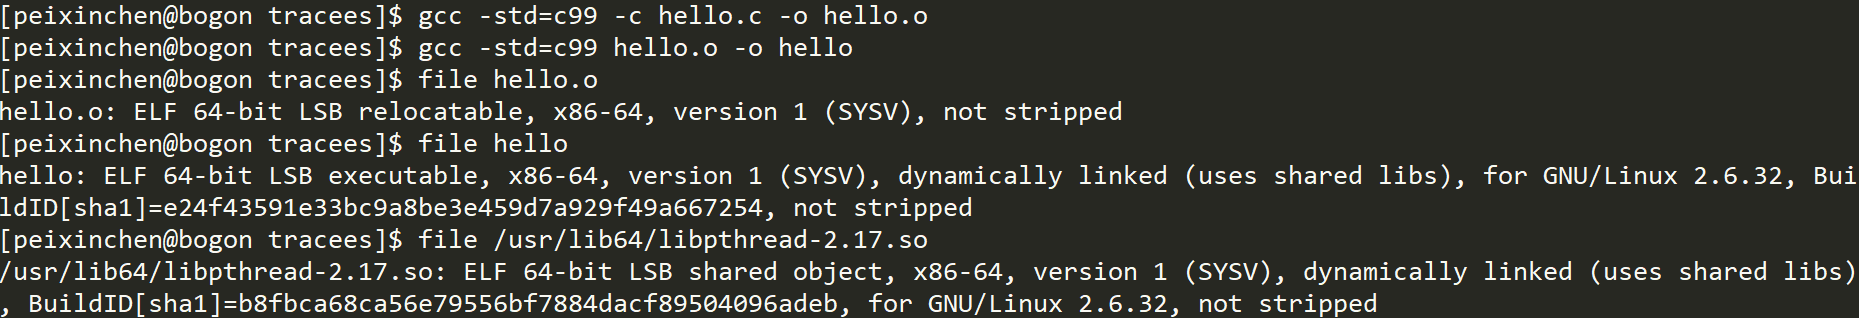 [peixinchen@bogon tracees]$ gcc -std=c99 -c hello.c -o hello.o
[peixinchen@bogon tracees]$ gcc -std=c99 hello.o -o hello
[peixinchen@bogon tracees]$ file hello.o
hello.o: ELF 64-bit LSB relocatable, x86-64, version 1 (SYSV), not stripped
[peixinchen@bogon tracees]$ file hello
hello: ELF 64-bit LSB executable, x86-64, version 1 (SYSV), dynamically linked (uses shared libs), for GNU/Linux 2.6.32, Bui
ldID[sha1]=e24f43591e33bc9a8be3e459d7a929f49a667254, not stripped
[peixinchen@bogon tracees]$ file /usr/lib64/libpthread-2.17.so
/usr/lib64/libpthread-2.17.so: ELF 64-bit LSB shared object, x86-64, version 1 (SYSV), dynamically linked (uses shared libs)
, BuildID[sha1]=b8fbca68ca56e79556bf7884dacf89504096adeb, for GNU/Linux 2.6.32, not stripped